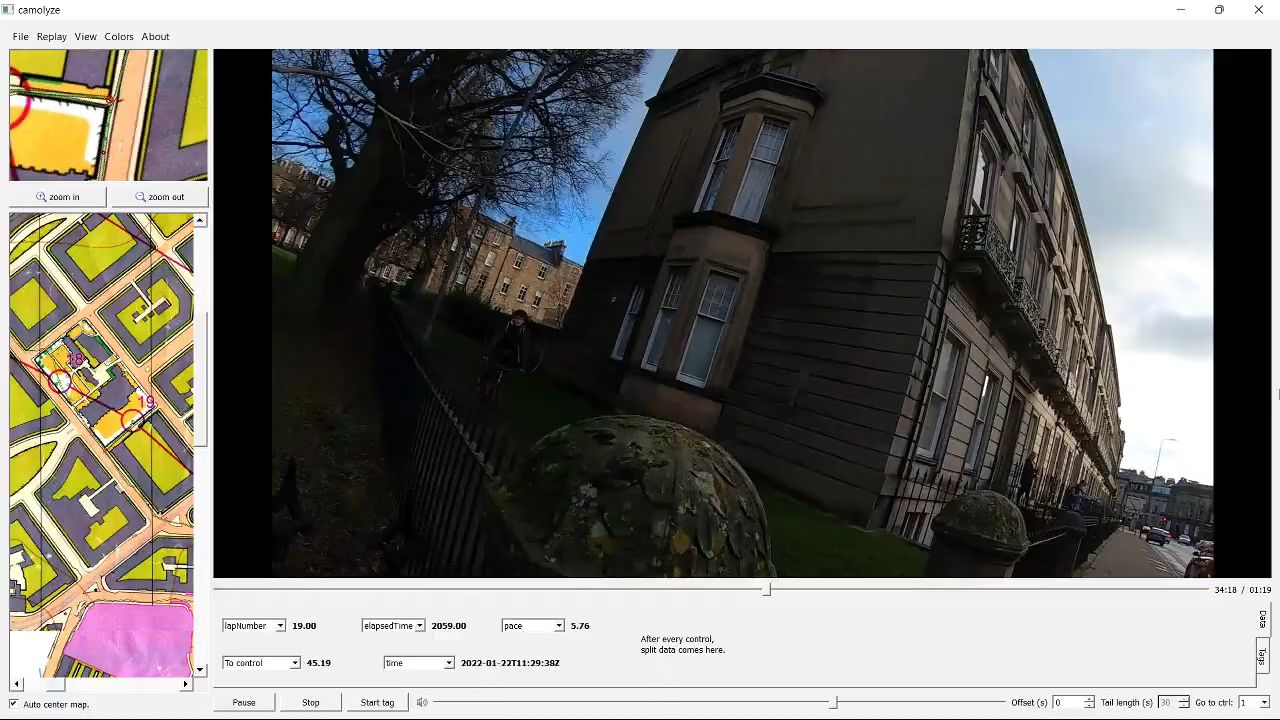 camolyze
File Replay View Colors About
zoom in zoom out
18
19
34:18 / 01:19
lapNumber 19.00 elapsedTime 2059.00 pace 5.76
After every control,
split data comes here.
To control 45.19 time 2022-01-22T11:29:38Z
Data
Tags
Auto center map.
Pause Stop Start tag Offset (s) 0 Tail length (s) 30 Go to ctrl: 1